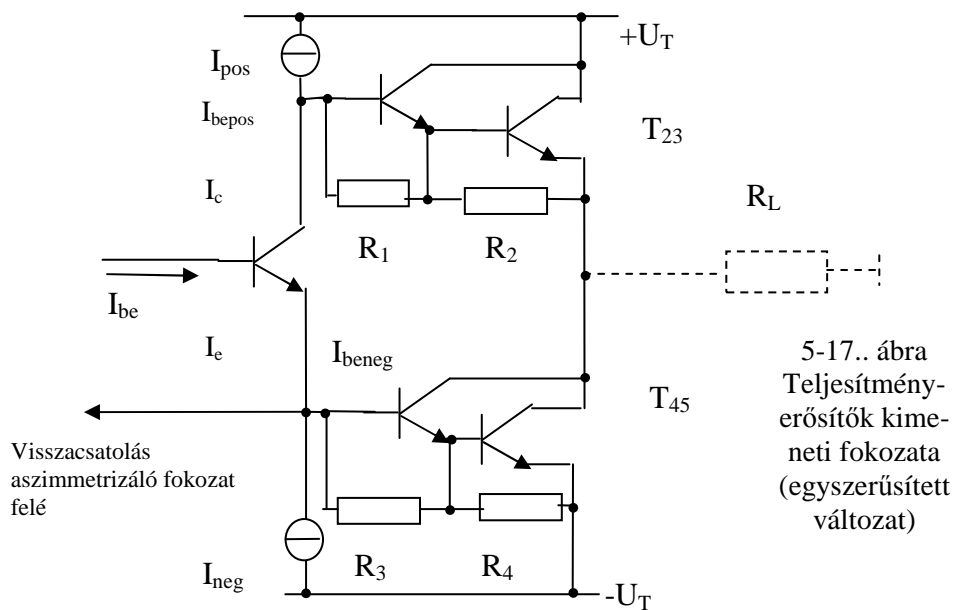 +U_T
I_pos
I_bepos
T_23
I_c
R_L
R_1
R_2
I_be
I_e
I_beneg
5-17.. ábra
Teljesítmény-
erősítők kime-
neti fokozata
(egyszerűsített
változat)
T_45
Visszacsatolás
aszimmetrizáló fokozat
felé
R_3
R_4
I_neg
-U_T